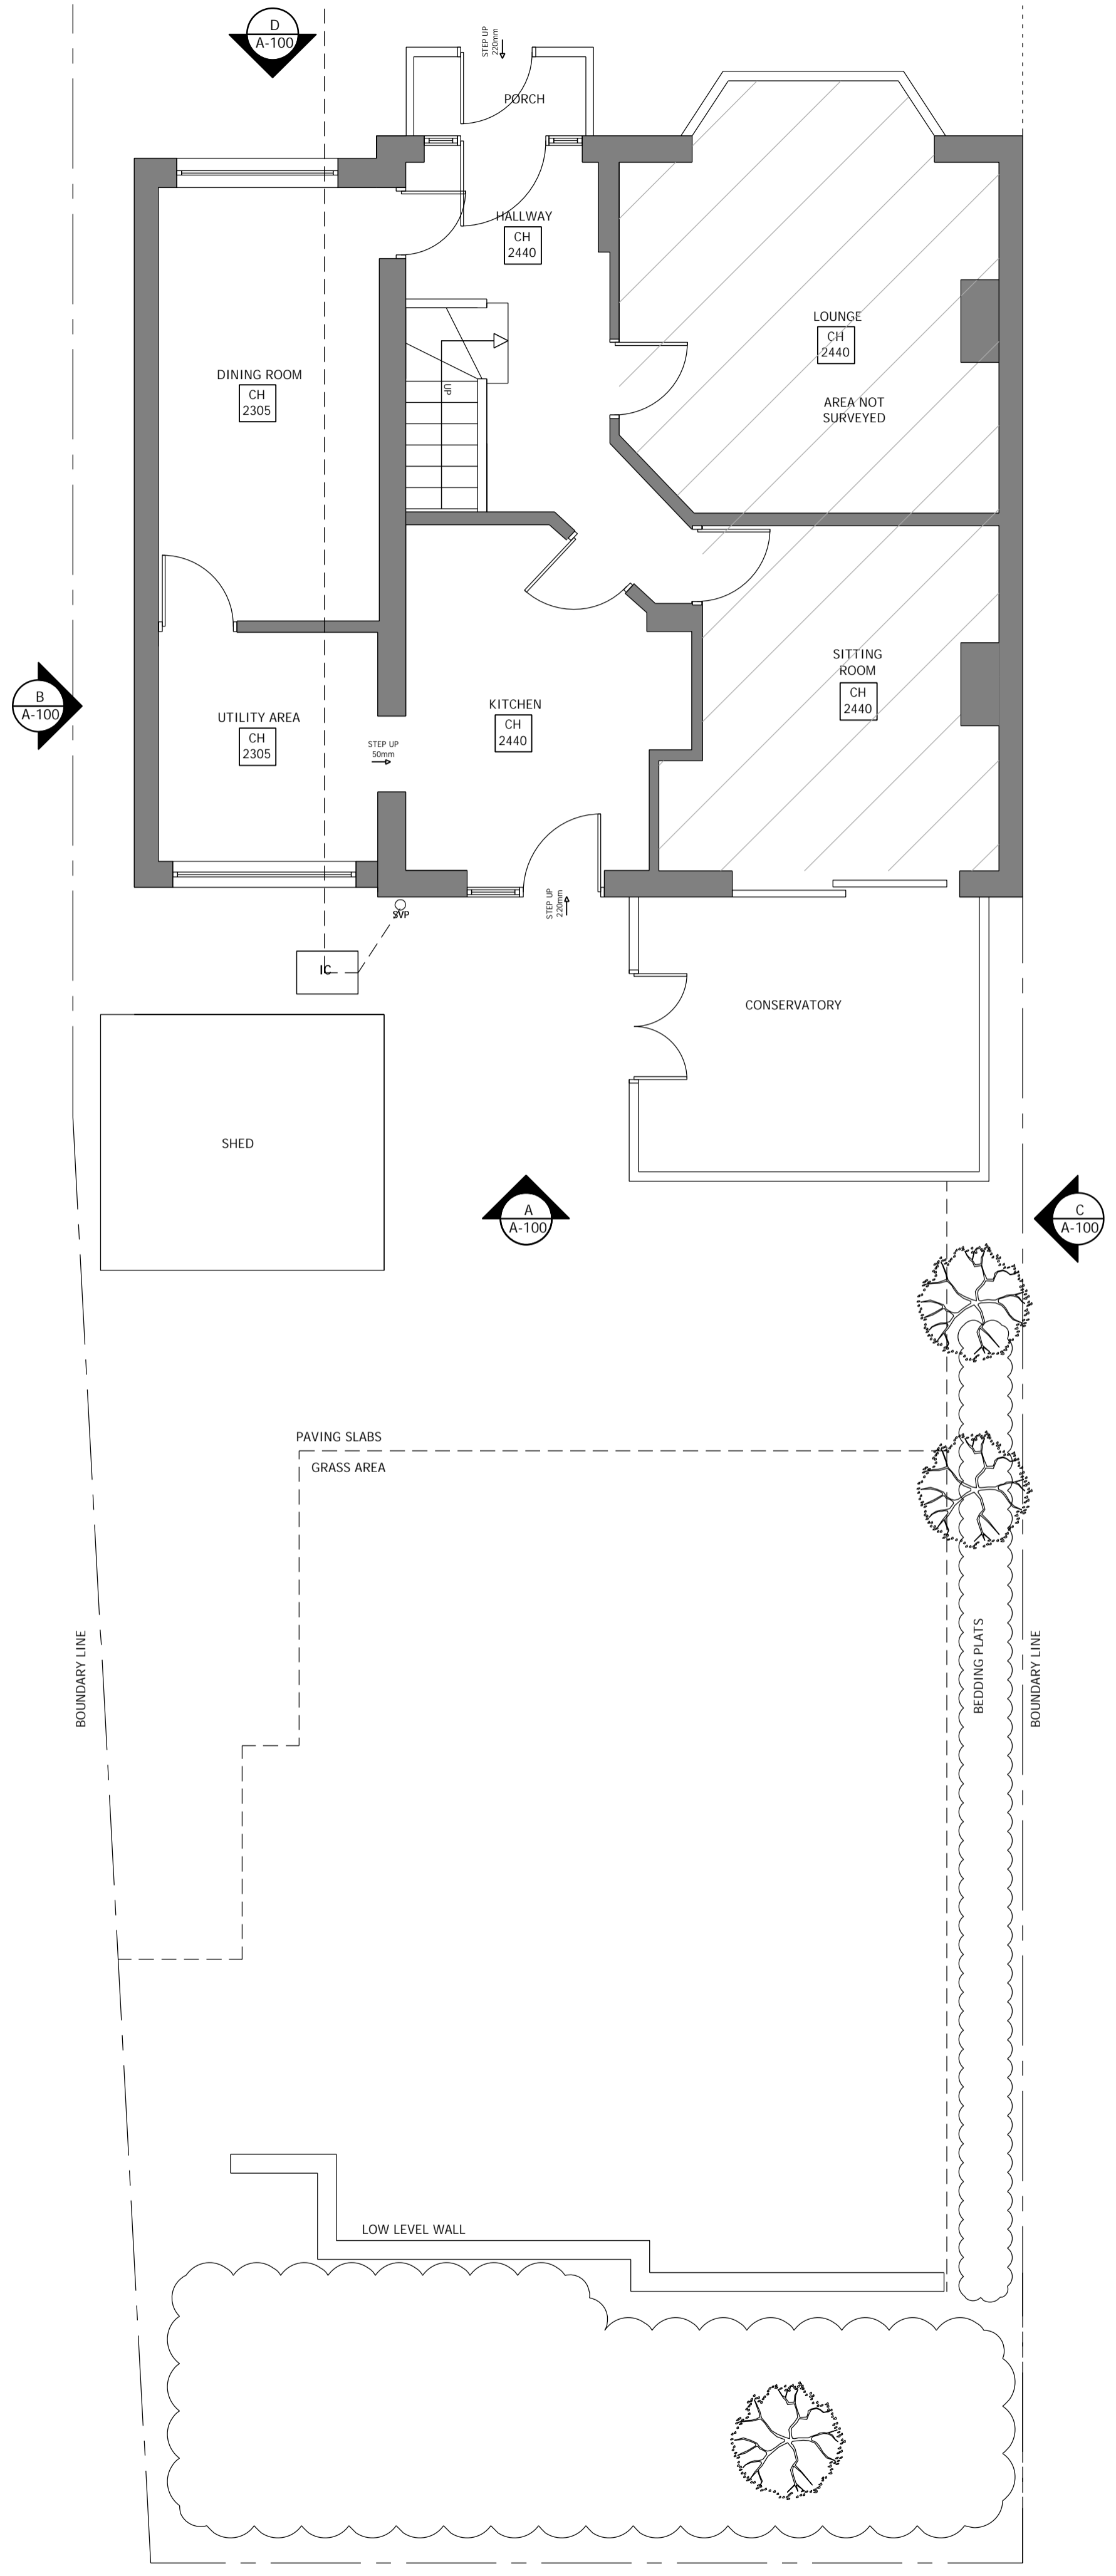 D
A-100
STEP UP
220mm
PORCH
HALLWAY
CH
2440
LOUNGE
CH
2440
AREA NOT
SURVEYED
DINING ROOM
CH
2305
UP
SITTING
ROOM
CH
2440
B
A-100
UTILITY AREA
CH
2305
STEP UP
50mm
KITCHEN
CH
2440
STEP UP
220mm
SVP
IC
CONSERVATORY
SHED
A
A-100
C
A-100
PAVING SLABS
GRASS AREA
BOUNDARY LINE
BEDDING PLATS
BOUNDARY LINE
LOW LEVEL WALL